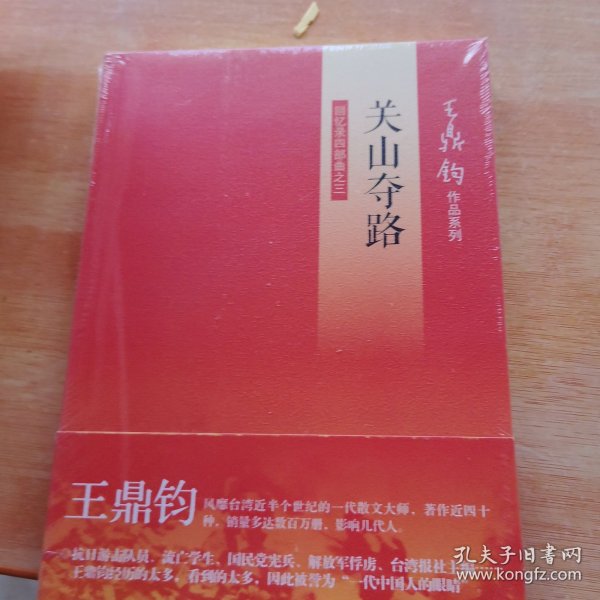 王鼎钧
作品系列
关山夺路
回忆录四部曲之三
王鼎钧
风靡台湾近半个世纪的一代散文大师，著作近四十
种，销量多达数百万册，影响几代人。
抗日游击队员、流亡学生、国民党宪兵、解放军俘虏、台湾报社主编……
王鼎钧经历的太多，看到的太多，因此被誉为“一代中国人的眼睛
孔夫子旧书网
kongfz.com